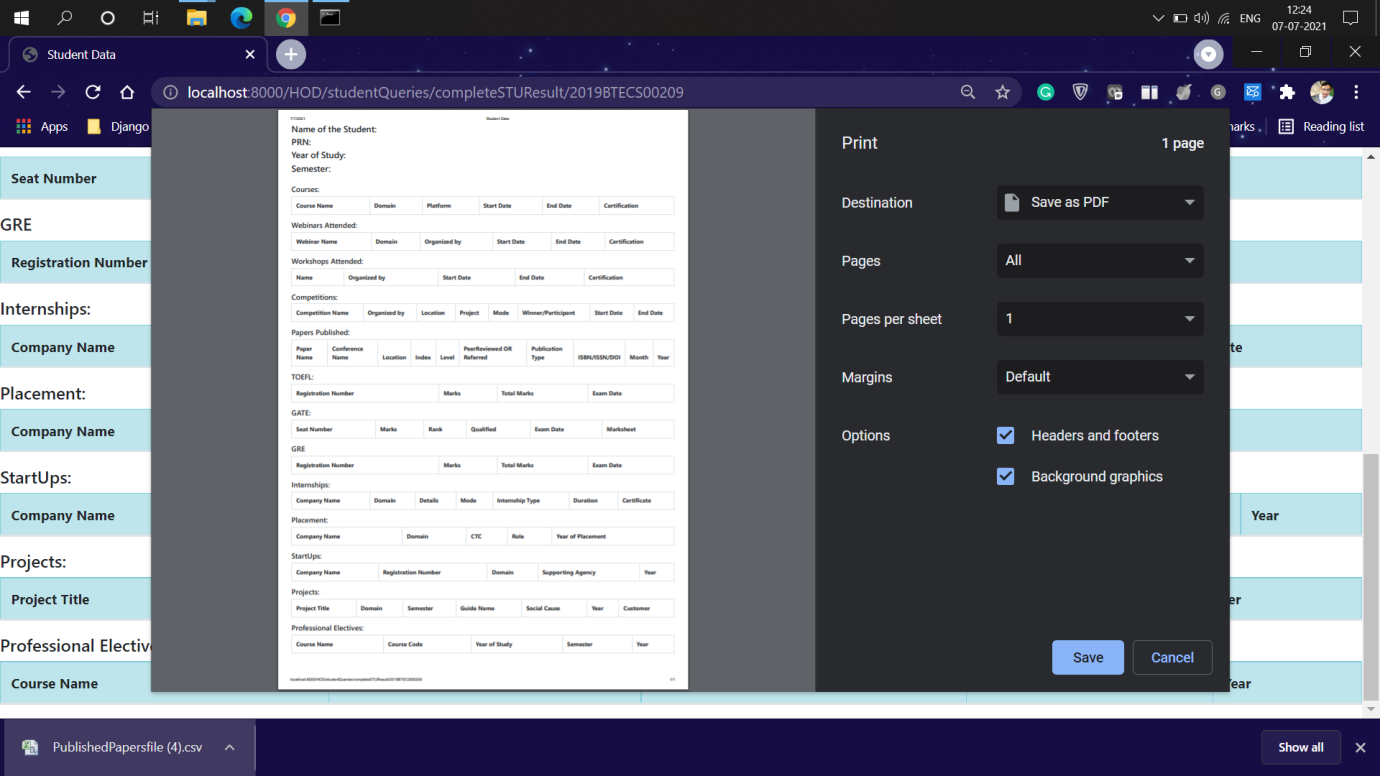 12:24
ENG
07-07-2021
Student Data
localhost:8000/HOD/studentQueries/completeSTUResult/2019BTECS00209
Apps
Django
arks
Reading list
Seat Number
GRE
Registration Number
Internships:
Company Name
te
Placement:
Company Name
StartUps:
Company Name
Year
Projects:
Project Title
er
Professional Elective
Course Name
ear
7/7/2021 Student Data
Name of the Student:
PRN:
Year of Study:
Semester:
Courses:
Course Name Domain Platform Start Date End Date Certification
Webinars Attended:
Webinar Name Domain Organized by Start Date End Date Certification
Workshops Attended:
Name Organized by Start Date End Date Certification
Competitions:
Competition Name Organized by Location Project Mode Winner/Participant Start Date End Date
Papers Published:
Paper Name Conference Name Location Index Level PeerReviewed OR Referred Publication Type ISBN/ISSN/DOI Month Year
TOEFL:
Registration Number Marks Total Marks Exam Date
GATE:
Seat Number Marks Rank Qualified Exam Date Marksheet
GRE
Registration Number Marks Total Marks Exam Date
Internships:
Company Name Domain Details Mode Internship Type Duration Certificate
Placement:
Company Name Domain CTC Role Year of Placement
StartUps:
Company Name Registration Number Domain Supporting Agency Year
Projects:
Project Title Domain Semester Guide Name Social Cause Year Customer
Professional Electives:
Course Name Course Code Year of Study Semester Year
localhost:8000/HOD/studentQueries/completeSTUResult/2019BTECS00209 1/1
Print 1 page
Destination Save as PDF
Pages All
Pages per sheet 1
Margins Default
Options Headers and footers
Background graphics
Save Cancel
PublishedPapersfile (4).csv
Show all